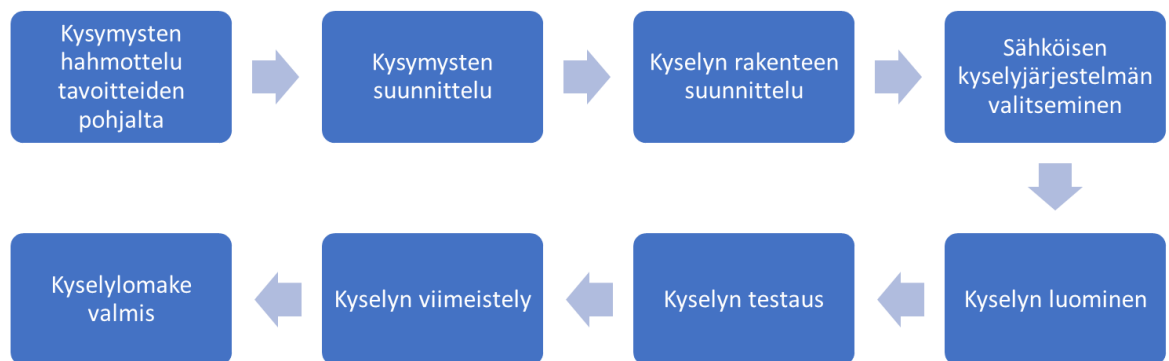 Kysymysten
hahmottelu
tavoitteiden
pohjalta
Kysymysten
suunnittelu
Kyselyn rakenteen
suunnittelu
Sähköisen
kyselyjärjestelmän
valitseminen
Kyselyn luominen
Kyselyn testaus
Kyselyn viimeistely
Kyselylomake
valmis